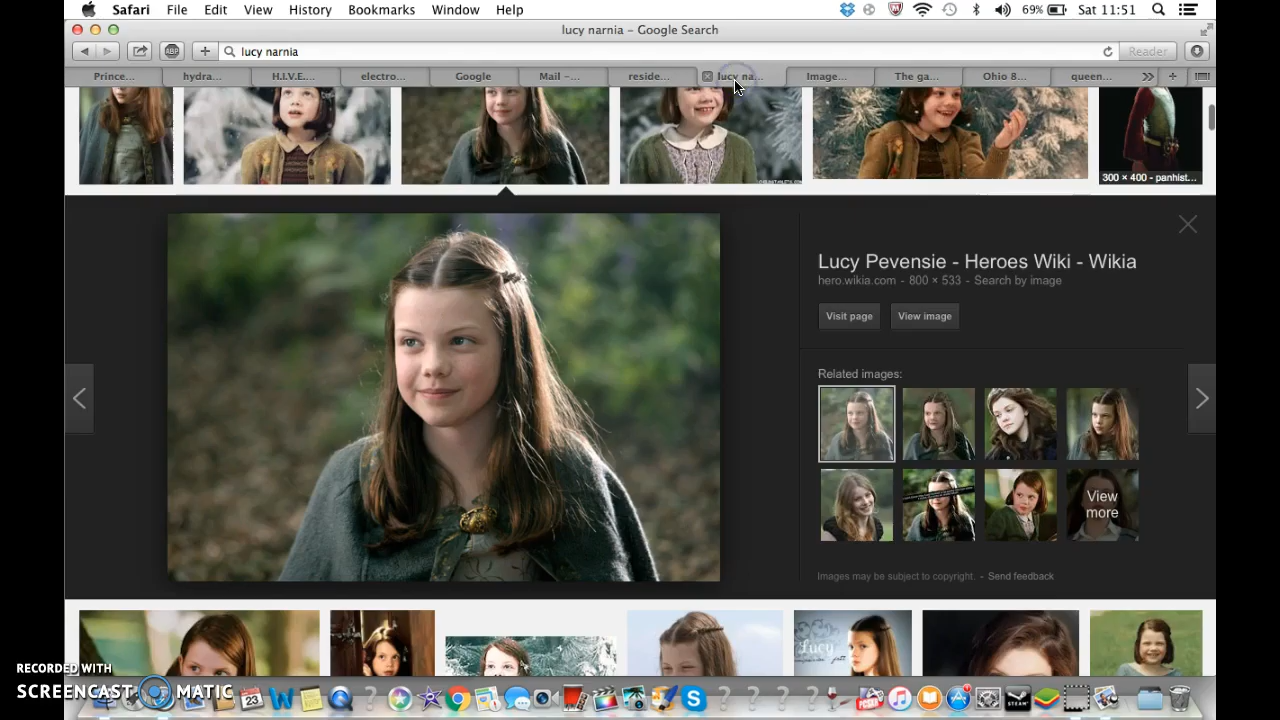 Safari File Edit View History Bookmarks Window Help 69% Sat 11:51
lucy narnia – Google Search
ABP + lucy narnia Reader
Prince... hydra... H.I.V.E.... electro... Google Mail –... reside... lucy na... Image... The ga... Ohio 8... queen... >> +
300 × 400 - panhist...
Lucy Pevensie - Heroes Wiki - Wikia
hero.wikia.com - 800 × 533 - Search by image
Visit page View image
Related images:
View
more
Images may be subject to copyright. - Send feedback
Lucy
RECORDED WITH
SCREENCAST MATIC
23
STEAM